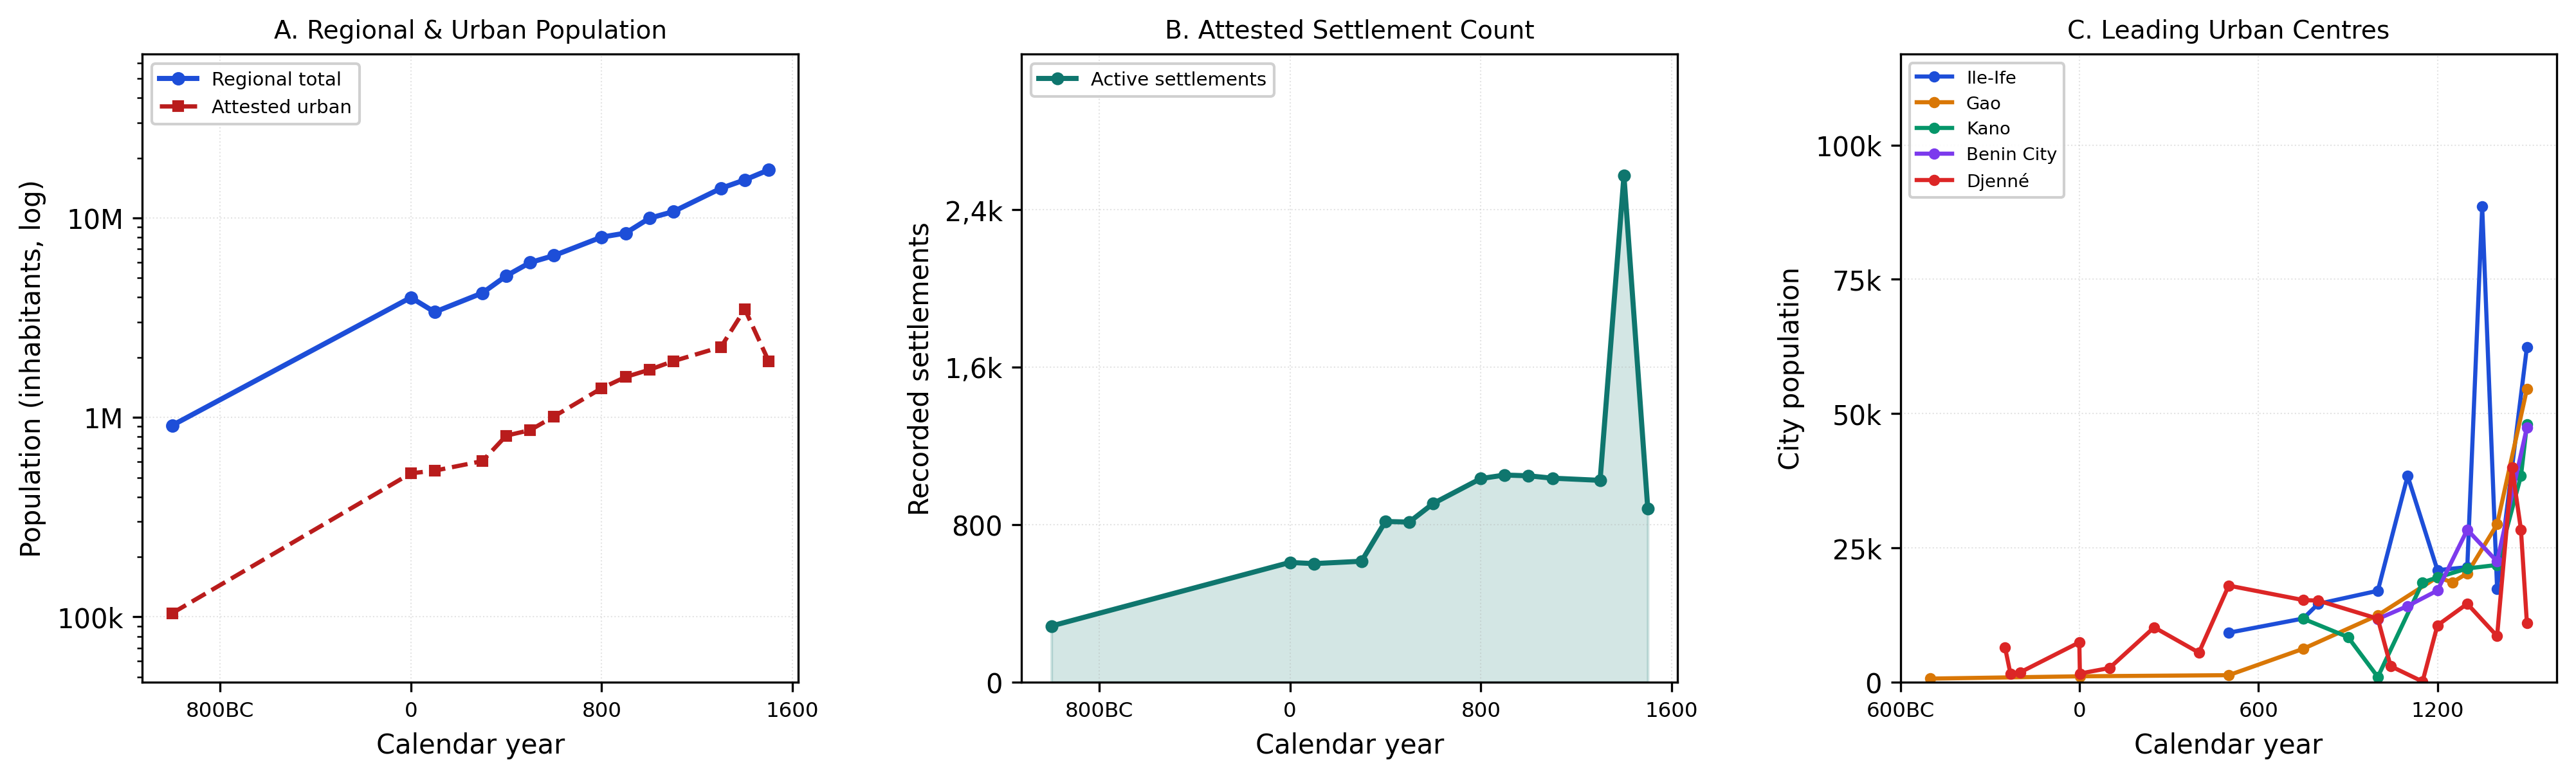 A. Regional & Urban Population
Regional total
Attested urban
Population (inhabitants, log)
10M
1M
100k
800BC
0
800
1600
Calendar year
B. Attested Settlement Count
Active settlements
Recorded settlements
2,4k
1,6k
800
0
800BC
0
800
1600
Calendar year
C. Leading Urban Centres
Ile-Ife
Gao
Kano
Benin City
Djenné
City population
100k
75k
50k
25k
0
600BC
0
600
1200
Calendar year